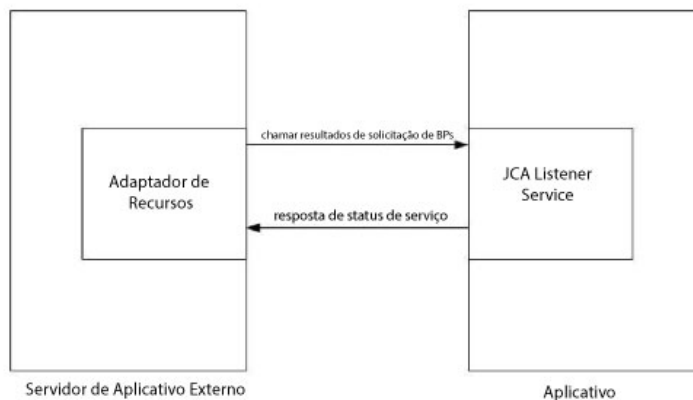 chamar resultados de solicitação de BPs
Adaptador de
Recursos
JCA Listener
Service
resposta de status de serviço
Servidor de Aplicativo Externo
Aplicativo